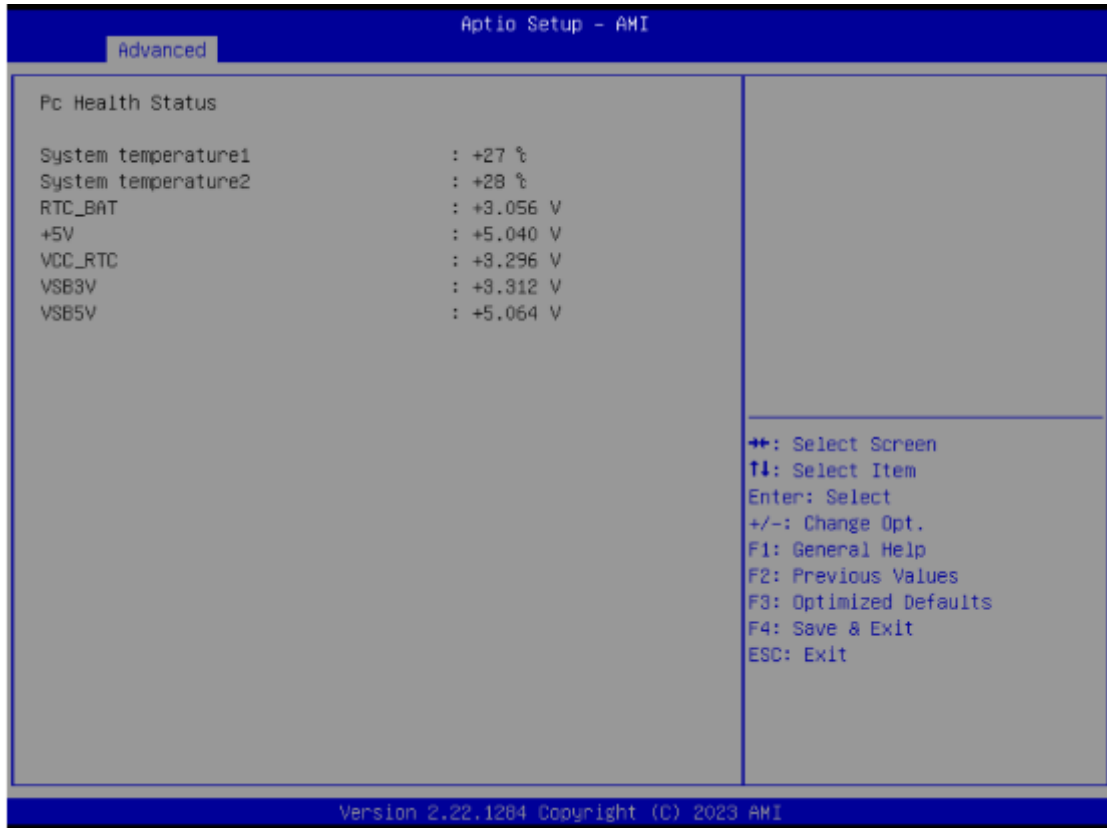 Aptio Setup – AMI
Advanced
Pc Health Status
System temperature1 : +27 ℃
System temperature2 : +28 ℃
RTC_BAT : +3.056 V
+5V : +5.040 V
VCC_RTC : +3.296 V
VSB3V : +3.312 V
VSB5V : +5.064 V
→←: Select Screen
↑↓: Select Item
Enter: Select
+/-: Change Opt.
F1: General Help
F2: Previous Values
F3: Optimized Defaults
F4: Save & Exit
ESC: Exit
Version 2.22.1284 Copyright (C) 2023 AMI